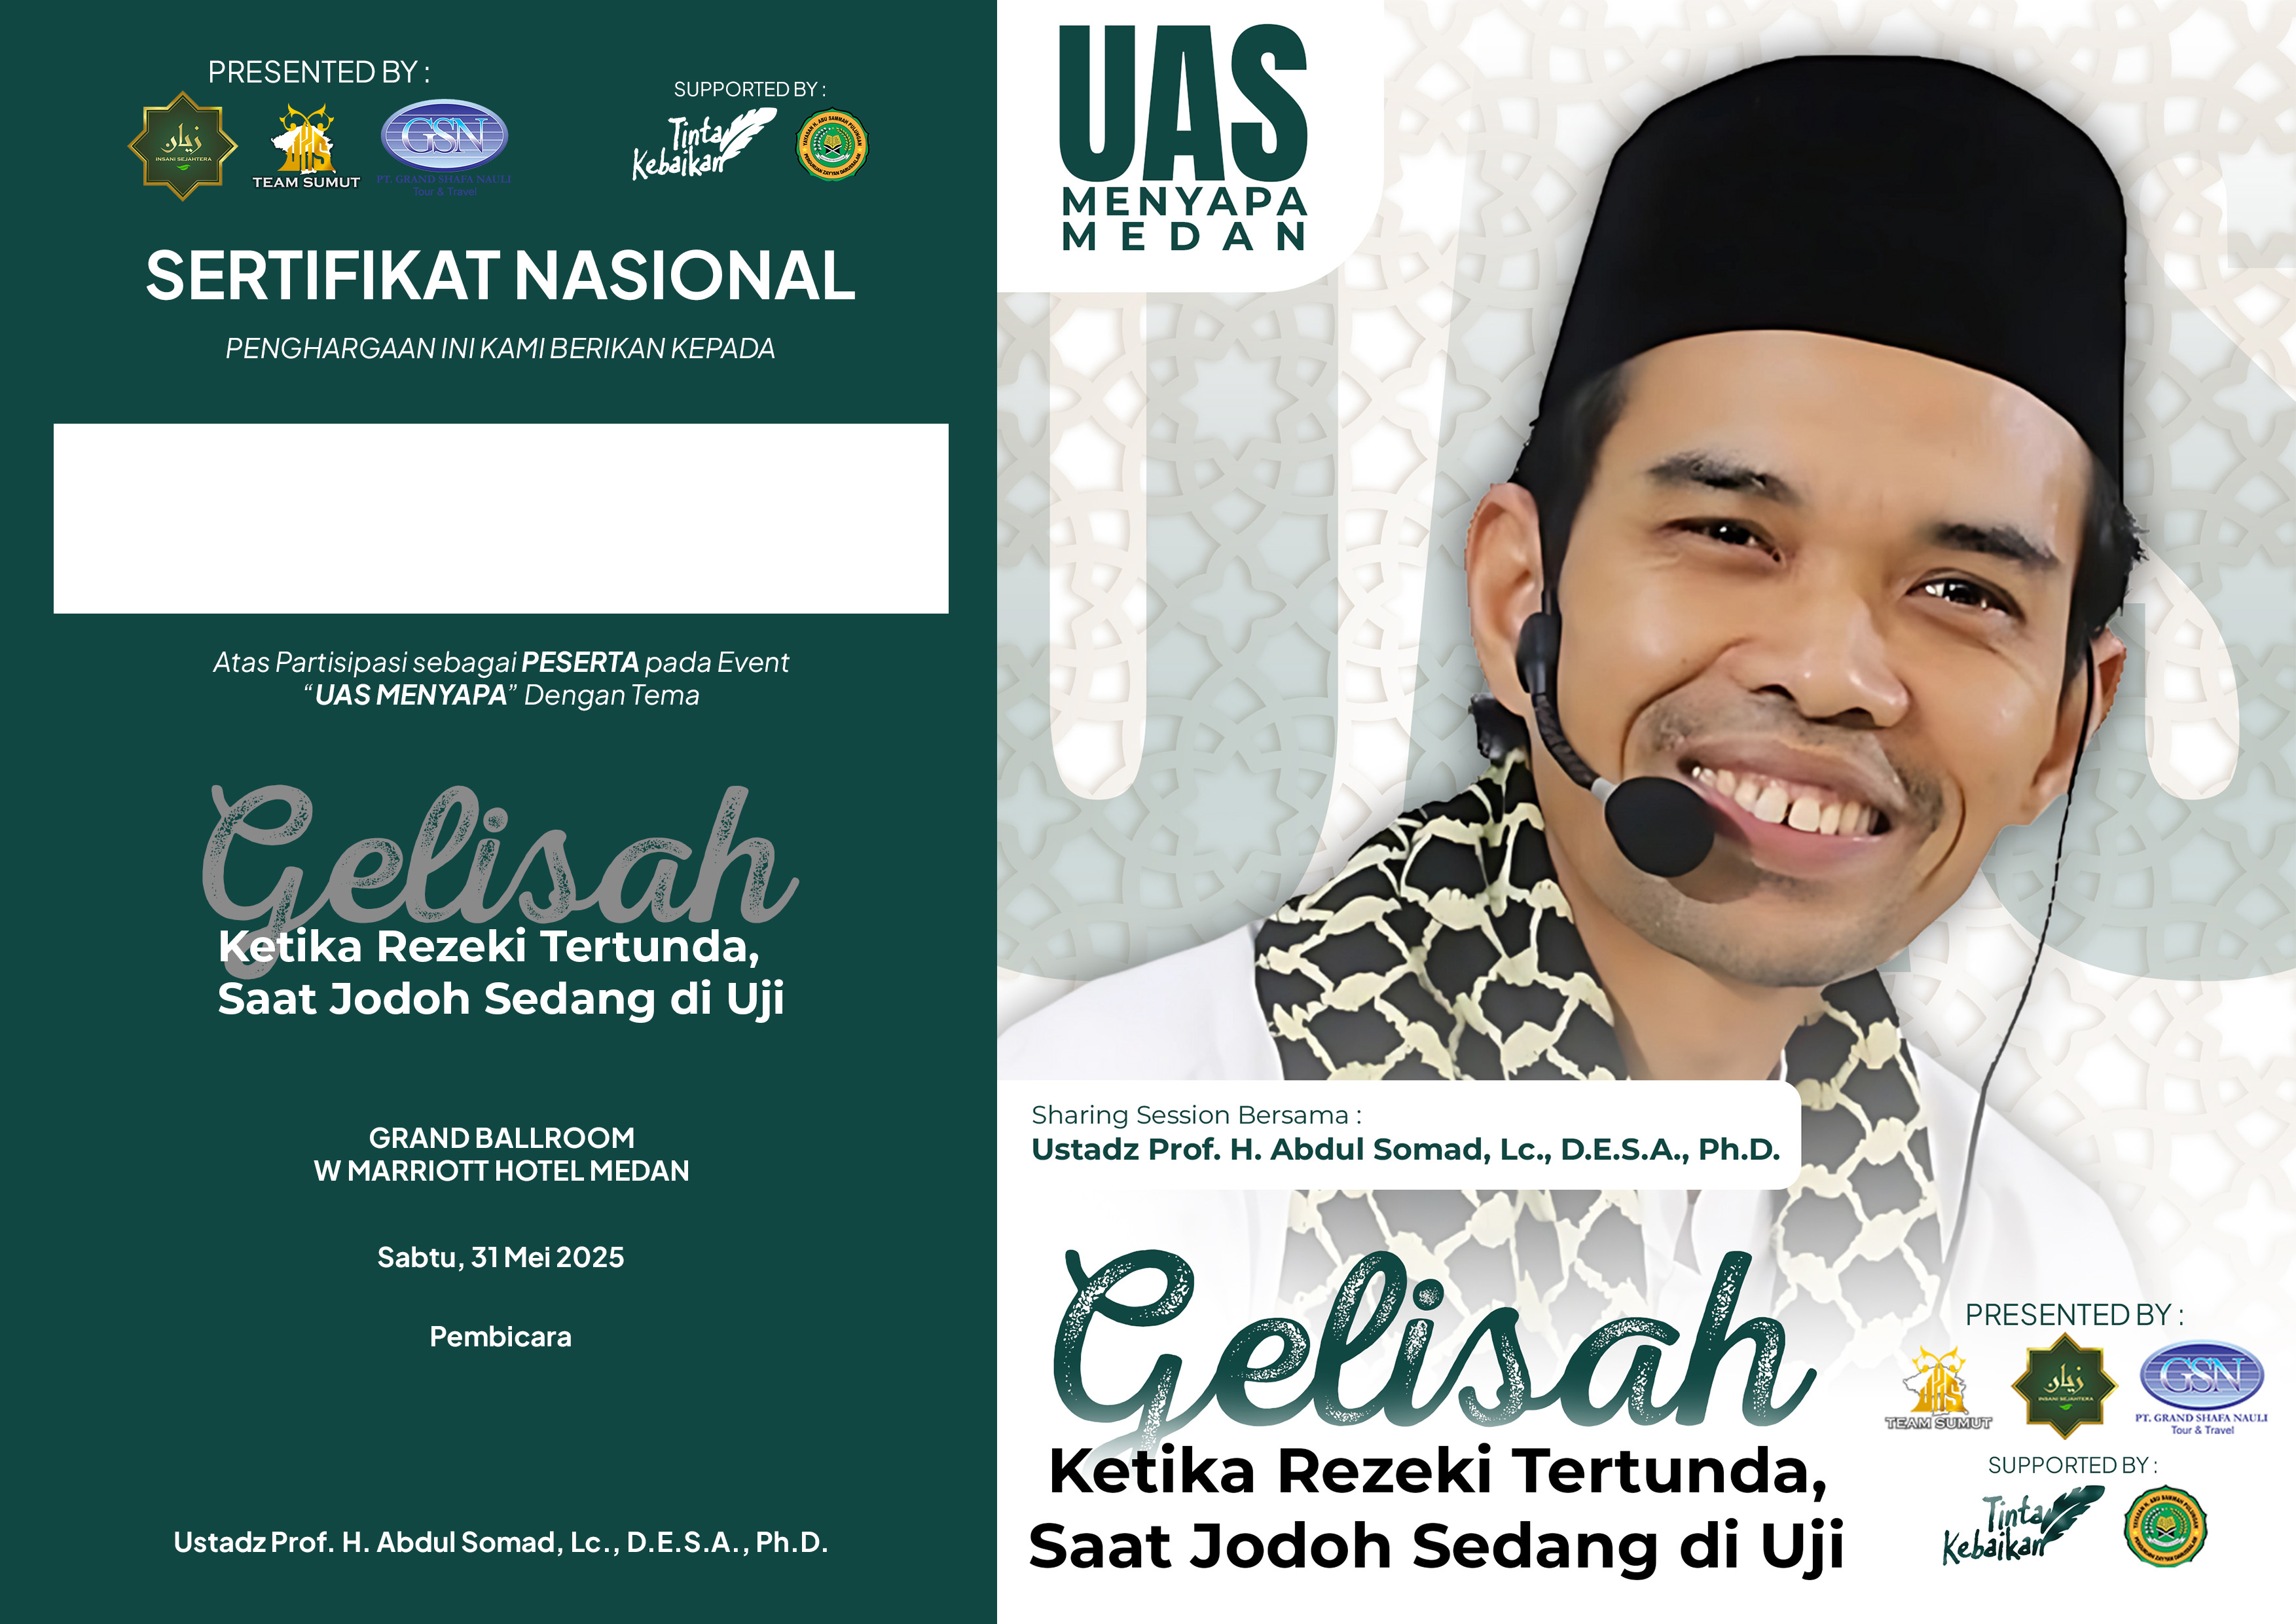 PRESENTED BY :
زيان
INSANI SEJAHTERA
UAS
TEAM SUMUT
GSN
PT. GRAND SHAFA NAULI
Tour & Travel
SUPPORTED BY :
Tinta
Kebaikan
SERTIFIKAT NASIONAL
PENGHARGAAN INI KAMI BERIKAN KEPADA
Atas Partisipasi sebagai PESERTA pada Event
“UAS MENYAPA” Dengan Tema
Gelisah
Ketika Rezeki Tertunda,
Saat Jodoh Sedang di Uji
GRAND BALLROOM
W MARRIOTT HOTEL MEDAN
Sabtu, 31 Mei 2025
Pembicara
Ustadz Prof. H. Abdul Somad, Lc., D.E.S.A., Ph.D.
UAS
MENYAPA
MEDAN
Sharing Session Bersama :
Ustadz Prof. H. Abdul Somad, Lc., D.E.S.A., Ph.D.
Gelisah
Ketika Rezeki Tertunda,
Saat Jodoh Sedang di Uji
PRESENTED BY :
UAS
TEAM SUMUT
زيان
INSANI SEJAHTERA
GSN
PT. GRAND SHAFA NAULI
Tour & Travel
SUPPORTED BY :
Tinta
Kebaikan